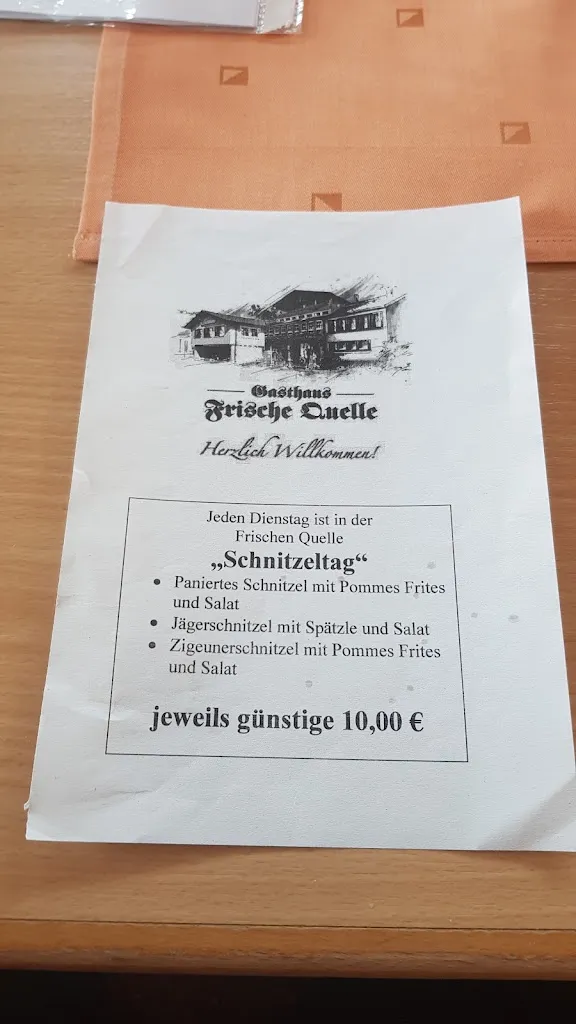 Gasthaus
Frische Quelle
Herzlich Willkommen!
Jeden Dienstag ist in der
Frischen Quelle
„Schnitzeltag“
• Paniertes Schnitzel mit Pommes Frites
und Salat
• Jägerschnitzel mit Spätzle und Salat
• Zigeunerschnitzel mit Pommes Frites
und Salat
jeweils günstige 10,00 €